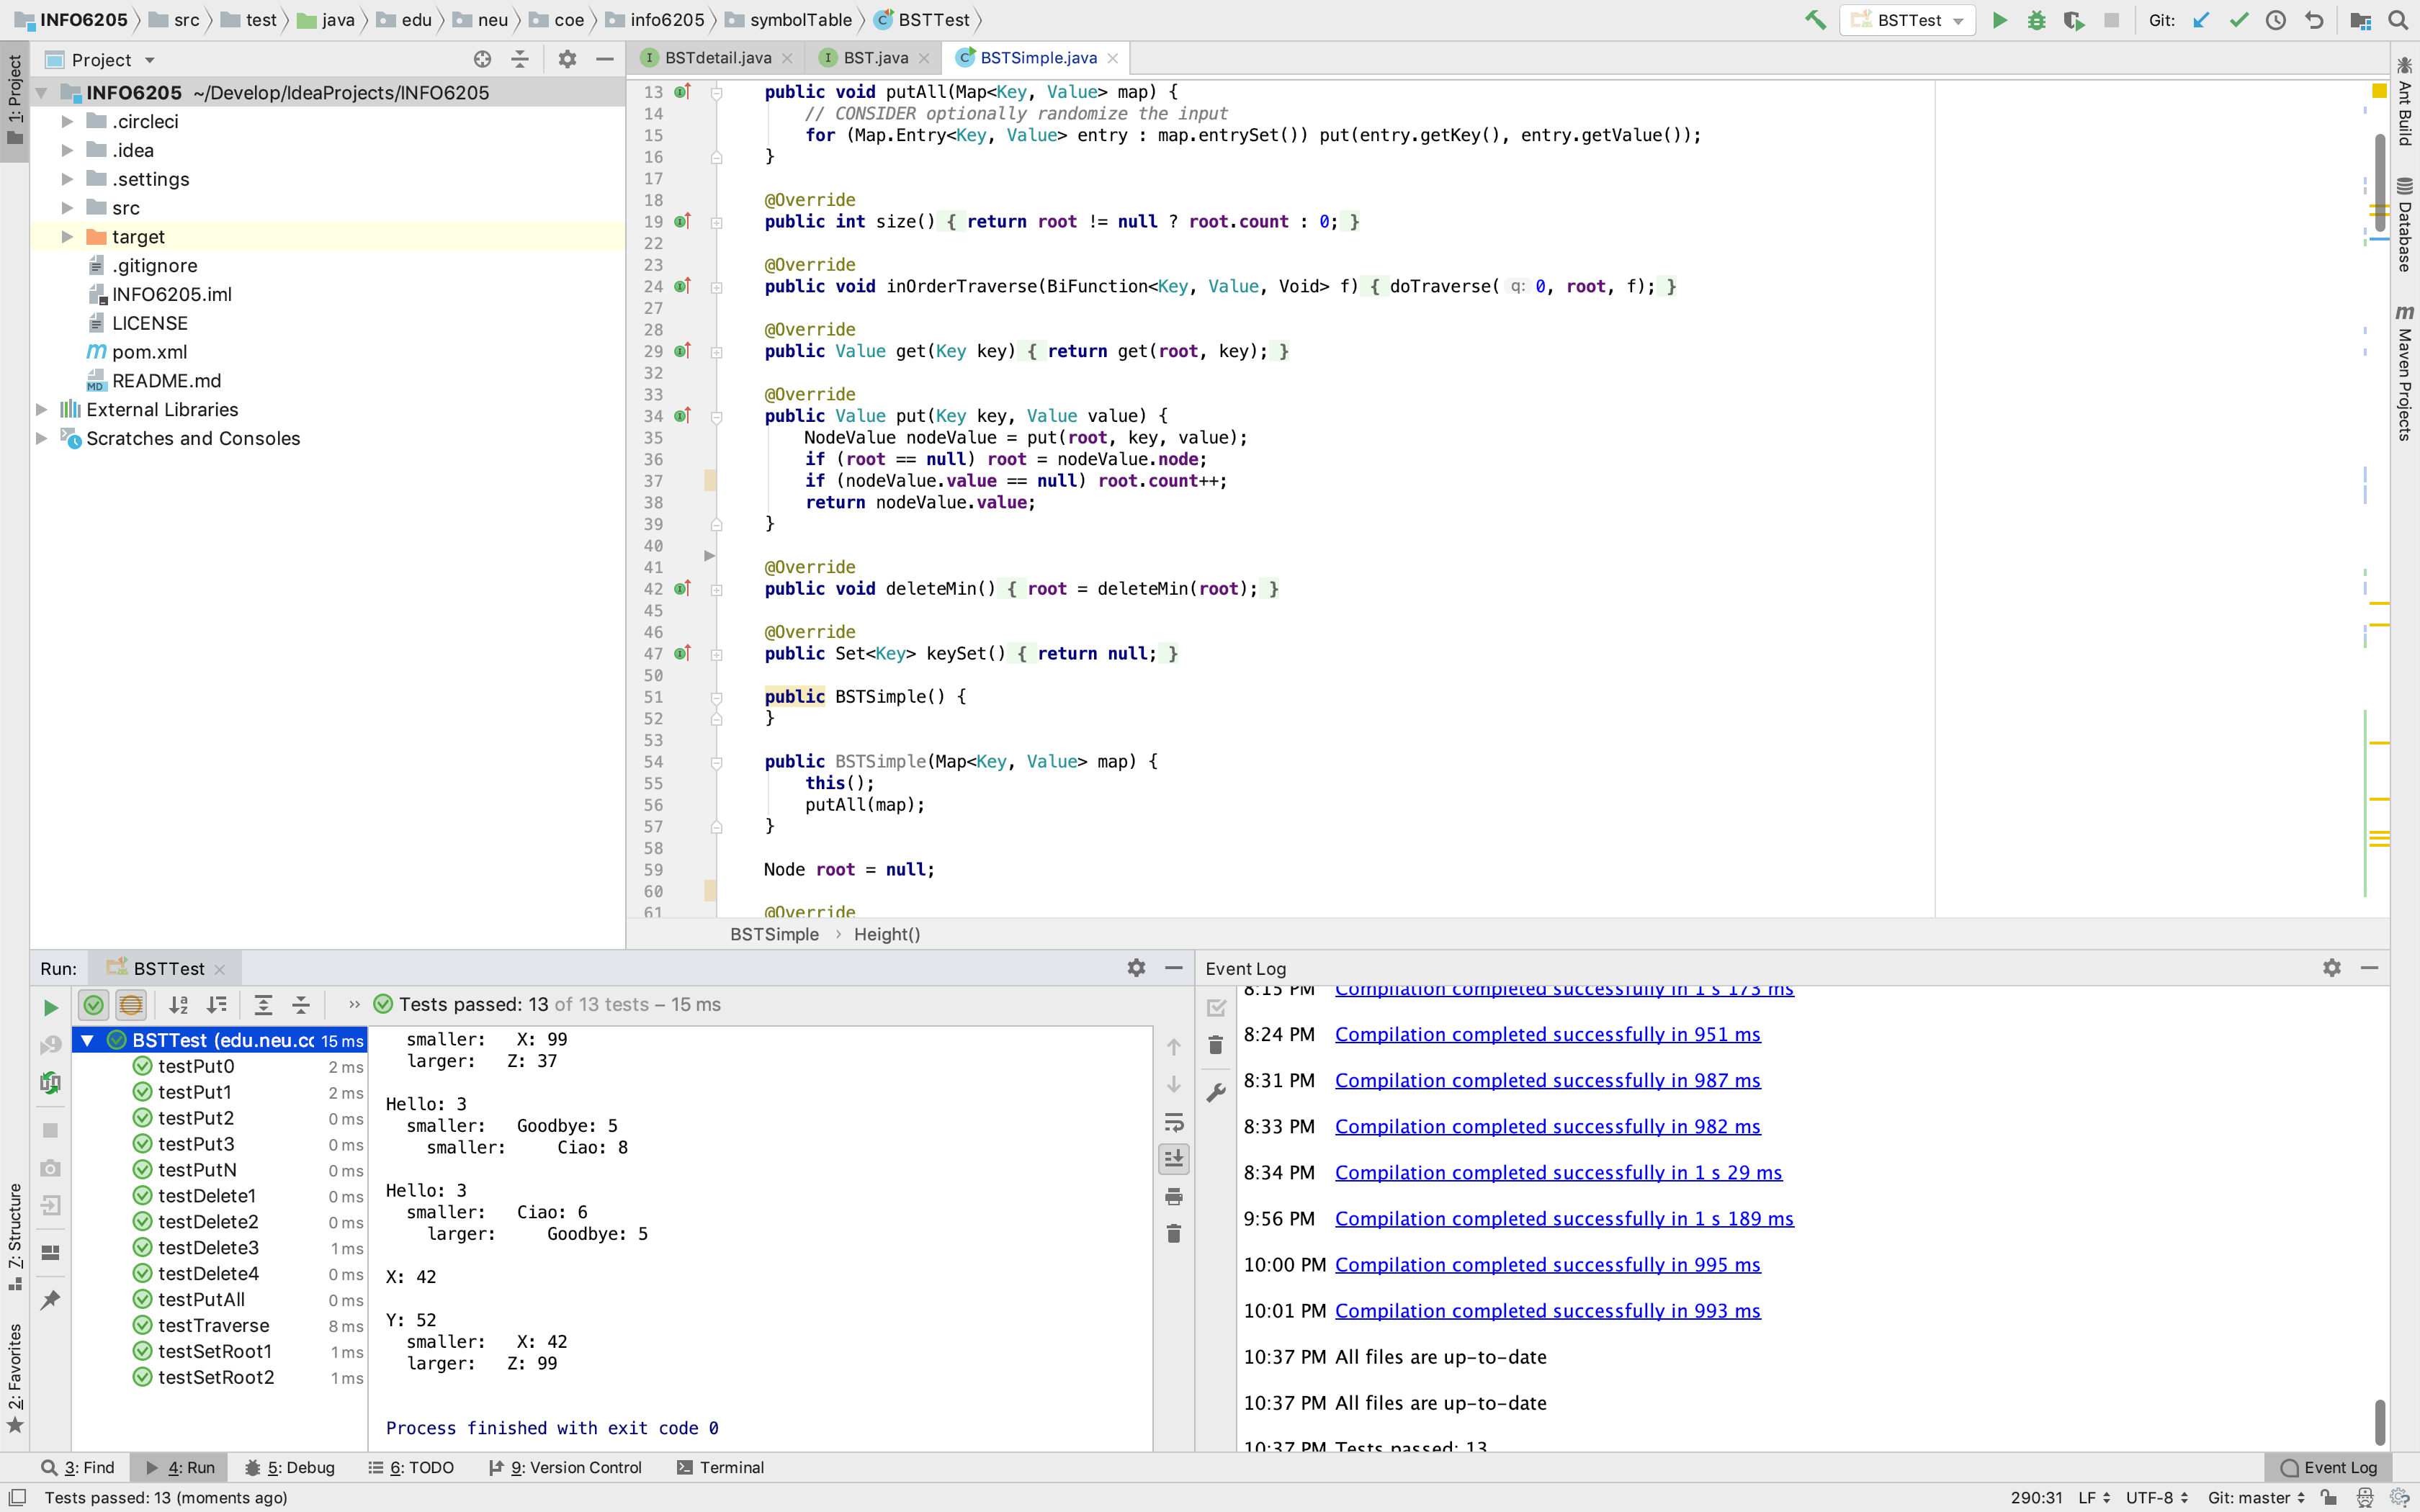 INFO6205 src test java edu neu coe info6205 symbolTable BSTTest
BSTTest Git:
1: Project
Project
INFO6205 ~/Develop/IdeaProjects/INFO6205
.circleci
.idea
.settings
src
target
.gitignore
INFO6205.iml
LICENSE
pom.xml
README.md
External Libraries
Scratches and Consoles
BSTdetail.java BST.java BSTSimple.java
13 public void putAll(Map<Key, Value> map) {
14 // CONSIDER optionally randomize the input
15 for (Map.Entry<Key, Value> entry : map.entrySet()) put(entry.getKey(), entry.getValue());
16 }
17
18 @Override
19 public int size() { return root != null ? root.count : 0; }
22
23 @Override
24 public void inOrderTraverse(BiFunction<Key, Value, Void> f) { doTraverse( q: 0, root, f); }
27
28 @Override
29 public Value get(Key key) { return get(root, key); }
32
33 @Override
34 public Value put(Key key, Value value) {
35 NodeValue nodeValue = put(root, key, value);
36 if (root == null) root = nodeValue.node;
37 if (nodeValue.value == null) root.count++;
38 return nodeValue.value;
39 }
40
41 @Override
42 public void deleteMin() { root = deleteMin(root); }
45
46 @Override
47 public Set<Key> keySet() { return null; }
50
51 public BSTSimple() {
52 }
53
54 public BSTSimple(Map<Key, Value> map) {
55 this();
56 putAll(map);
57 }
58
59 Node root = null;
60
61 @Override
BSTSimple › Height()
Ant Build
Database
m Maven Projects
Run: BSTTest
Tests passed: 13 of 13 tests – 15 ms
BSTTest (edu.neu.cc 15 ms
testPut0 2 ms
testPut1 2 ms
testPut2 0 ms
testPut3 0 ms
testPutN 0 ms
testDelete1 0 ms
testDelete2 0 ms
testDelete3 1 ms
testDelete4 0 ms
testPutAll 0 ms
testTraverse 8 ms
testSetRoot1 1 ms
testSetRoot2 1 ms
smaller: X: 99
larger: Z: 37
Hello: 3
smaller: Goodbye: 5
smaller: Ciao: 8
Hello: 3
smaller: Ciao: 6
larger: Goodbye: 5
X: 42
Y: 52
smaller: X: 42
larger: Z: 99
Process finished with exit code 0
Event Log
8:15 PM Compilation completed successfully in 1 s 173 ms
8:24 PM Compilation completed successfully in 951 ms
8:31 PM Compilation completed successfully in 987 ms
8:33 PM Compilation completed successfully in 982 ms
8:34 PM Compilation completed successfully in 1 s 29 ms
9:56 PM Compilation completed successfully in 1 s 189 ms
10:00 PM Compilation completed successfully in 995 ms
10:01 PM Compilation completed successfully in 993 ms
10:37 PM All files are up-to-date
10:37 PM All files are up-to-date
10:37 PM Tests passed: 13
7: Structure
2: Favorites
3: Find 4: Run 5: Debug 6: TODO 9: Version Control Terminal Event Log
Tests passed: 13 (moments ago) 290:31 LF UTF-8 Git: master